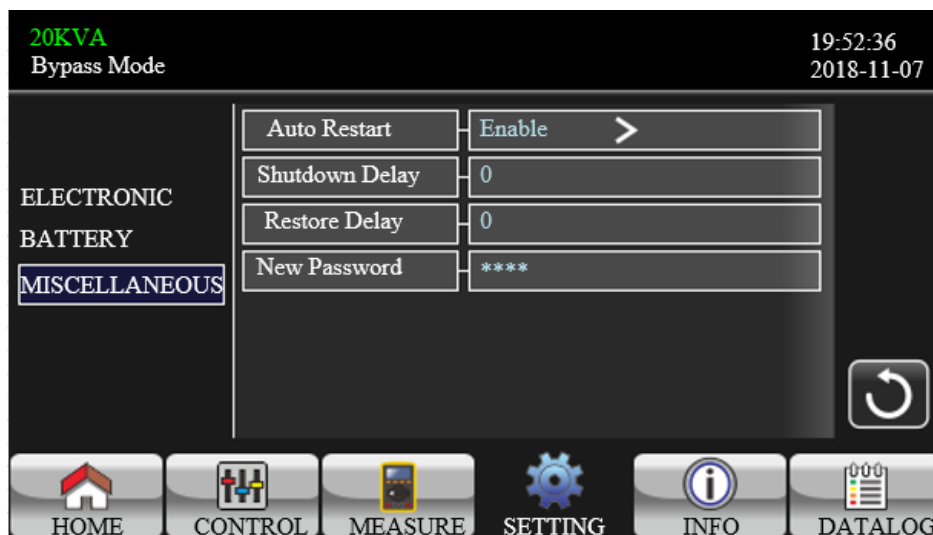 20KVA
Bypass Mode
19:52:36
2018-11-07
ELECTRONIC
BATTERY
MISCELLANEOUS
Auto Restart Enable >
Shutdown Delay 0
Restore Delay 0
New Password ****
HOME CONTROL MEASURE SETTING INFO DATALOG